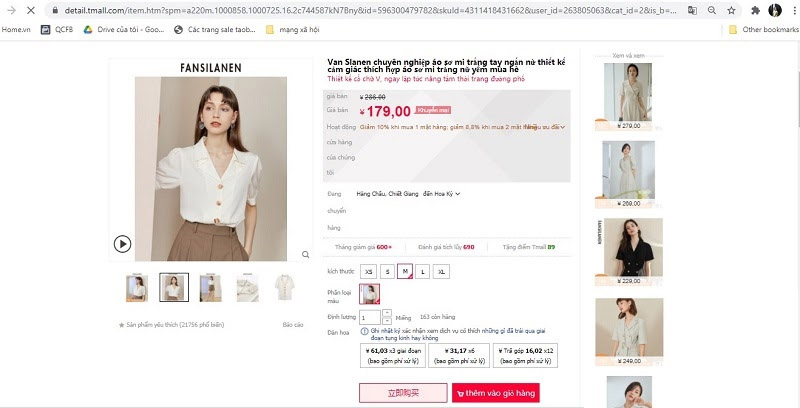 detail.tmall.com/item.htm?spm=a220m.1000858.1000725.16.2c744587kN7Bny&id=596300479782&skuId=4311418431662&user_id=263805063&cat_id=2&is_b=...
Home.vn
QCFB
Drive của tôi - Goo...
Các trang sale taob...
mạng xã hội
Other bookmarks
FANSILANEN
Van Slanen chuyên nghiệp áo sơ mi trắng tay ngắn nữ thiết kế
cảm giác thích hợp áo sơ mi trắng nữ yếm mùa hè
Thiết kế cổ chữ V, ngay lập tức nâng tấm thời trang đường phố
giá bán ¥ 286,00
Giá bán ¥ 179,00 Khuyến mại
Hoạt động Giảm 10% khi mua 1 mặt hàng; giảm 8,8% khi mua 2 mặt hàng
ưu đãi
cửa hàng
của chúng
tôi
Đang Hàng Châu, Chiết Giang đến Hoa Kỳ
chuyển
hàng
Tháng giảm giá 600+
Đánh giá tích lũy 690
Tặng điểm Tmall 89
kích thước XS S M L XL
Phân loại
màu
Định lượng 1 Miếng 163 còn hàng
Dán hoa Ghi nhật ký xác nhận xem dịch vụ có thích những gì đã trải qua giai
đoạn tụng kinh hay không
¥ 61,03 x3 giai đoạn
(bao gồm phí xử lý)
¥ 31,17 x6
(bao gồm phí xử lý)
¥ Trả góp 16,02 x12
(bao gồm phí xử lý)
立即购买
thêm vào giỏ hàng
Sản phẩm yêu thích (21756 phổ biến)
Báo cáo
Xem và xem
¥ 279,00
¥ 269,00
¥ 229,00
¥ 249,00